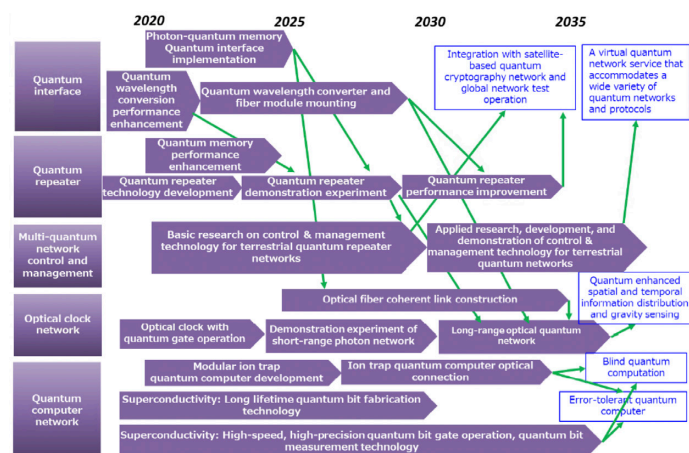 2020
2025
2030
2035
Photon-quantum memory
Quantum interface
implementation
Integration with satellite-
based quantum
cryptography network and
global network test
operation
A virtual quantum
network service that
accommodates a
wide variety of
quantum networks
and protocols
Quantum
interface
Quantum
wavelength
conversion
performance
enhancement
Quantum wavelength converter and
fiber module mounting
Quantum
repeater
Quantum memory
performance
enhancement
Quantum repeater
technology development
Quantum repeater
demonstration experiment
Quantum repeater
performance improvement
Multi-quantum
network
control and
management
Basic research on control &
management
technology for terrestrial quantum repeater
networks
Applied research, development, and
demonstration of control &
management technology for terrestrial
quantum networks
Optical fiber coherent link construction
Quantum enhanced
spatial and temporal
information distribution
and gravity sensing
Optical clock
network
Optical clock with
quantum gate operation
Demonstration experiment of
short-range photon network
Long-range optical quantum
network
Quantum
computer
network
Modular ion trap
quantum computer development
Ion trap quantum computer optical
connection
Blind quantum
computation
Superconductivity: Long lifetime quantum bit fabrication
technology
Error-tolerant quantum
computer
Superconductivity: High-speed, high-precision quantum bit gate operation, quantum bit
measurement technology